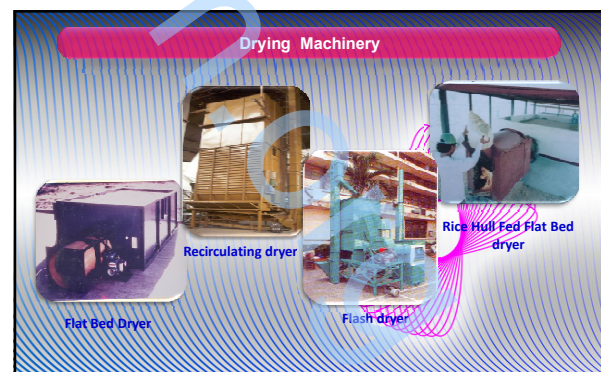 Drying Machinery
Recirculating dryer
Rice Hull Fed Flat Bed
dryer
Flat Bed Dryer
Flash dryer